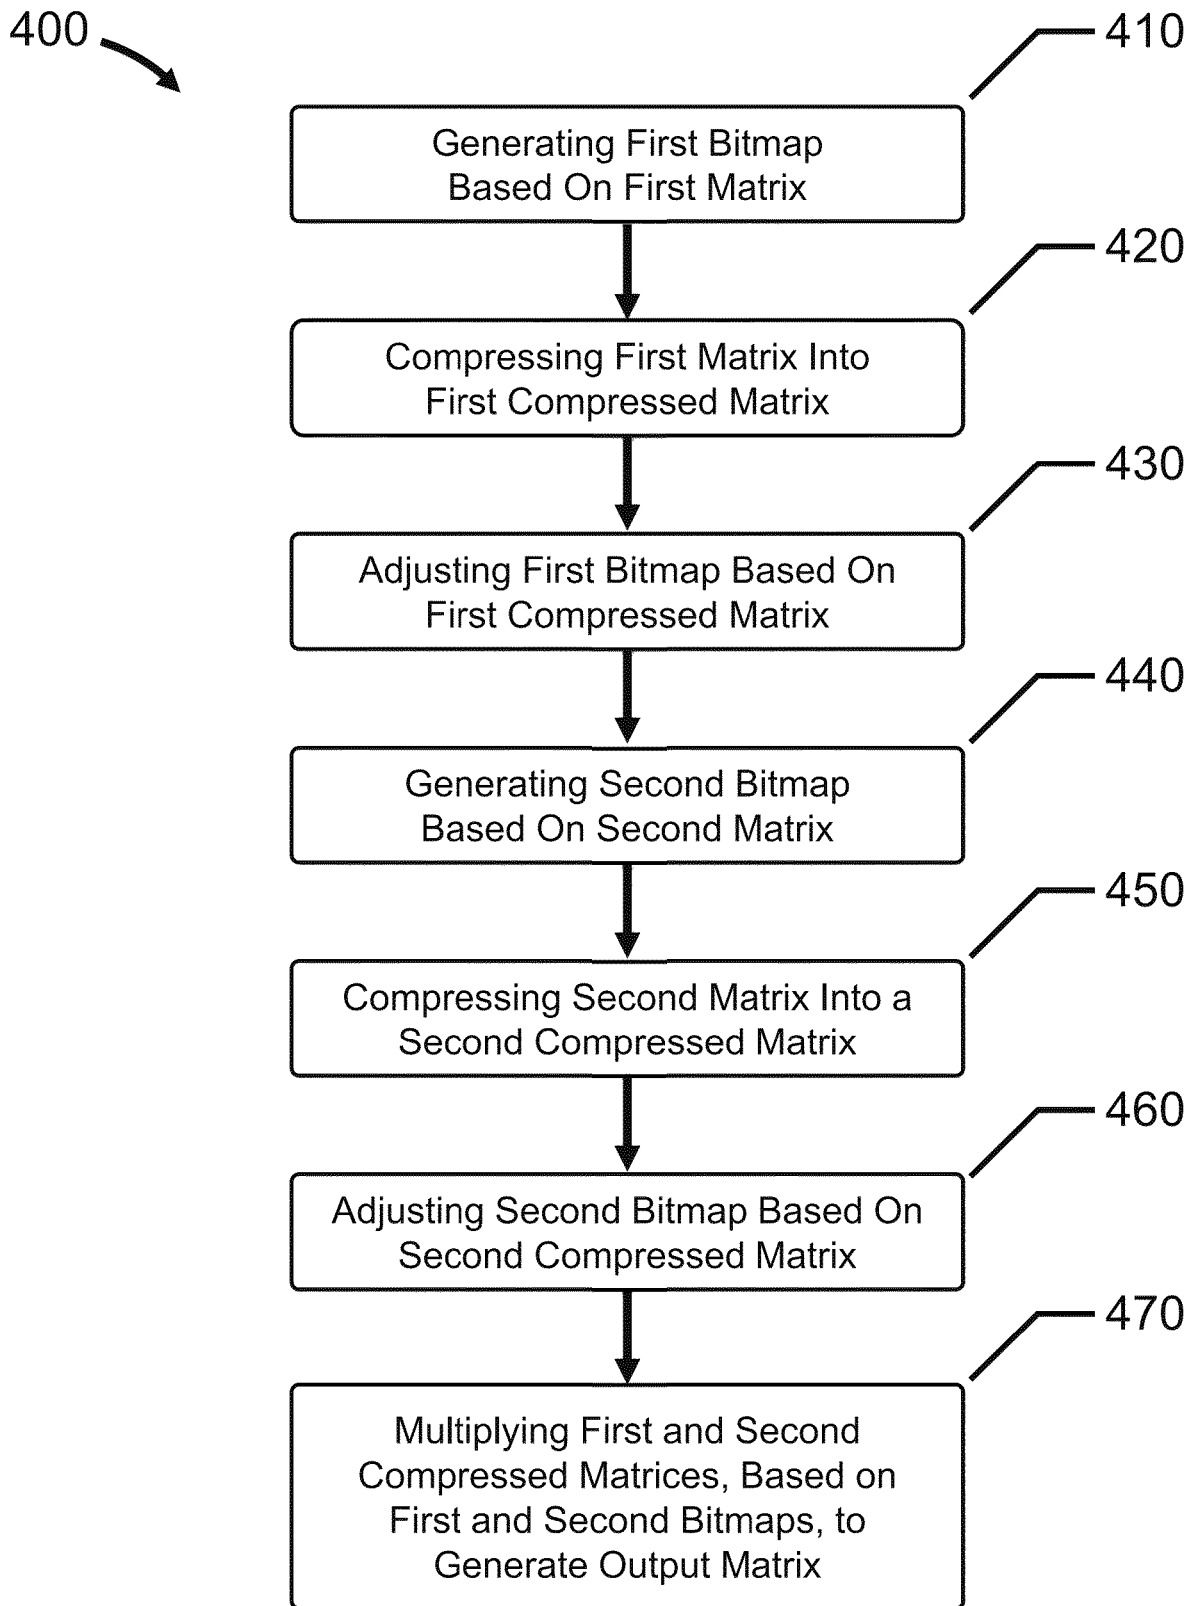 400
410
Generating First Bitmap
Based On First Matrix
420
Compressing First Matrix Into
First Compressed Matrix
430
Adjusting First Bitmap Based On
First Compressed Matrix
440
Generating Second Bitmap
Based On Second Matrix
450
Compressing Second Matrix Into a
Second Compressed Matrix
460
Adjusting Second Bitmap Based On
Second Compressed Matrix
470
Multiplying First and Second
Compressed Matrices, Based on
First and Second Bitmaps, to
Generate Output Matrix